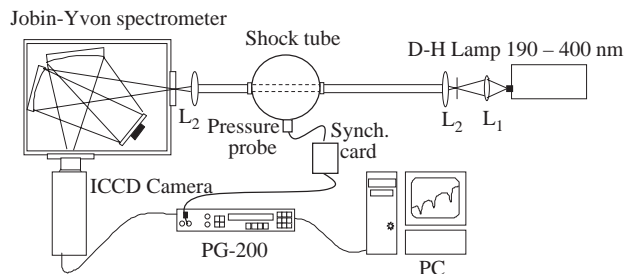 Jobin-Yvon spectrometer
Shock tube
D-H Lamp 190 – 400 nm
L2
L2
L1
Pressure
probe
Synch.
card
ICCD Camera
PG-200
PC